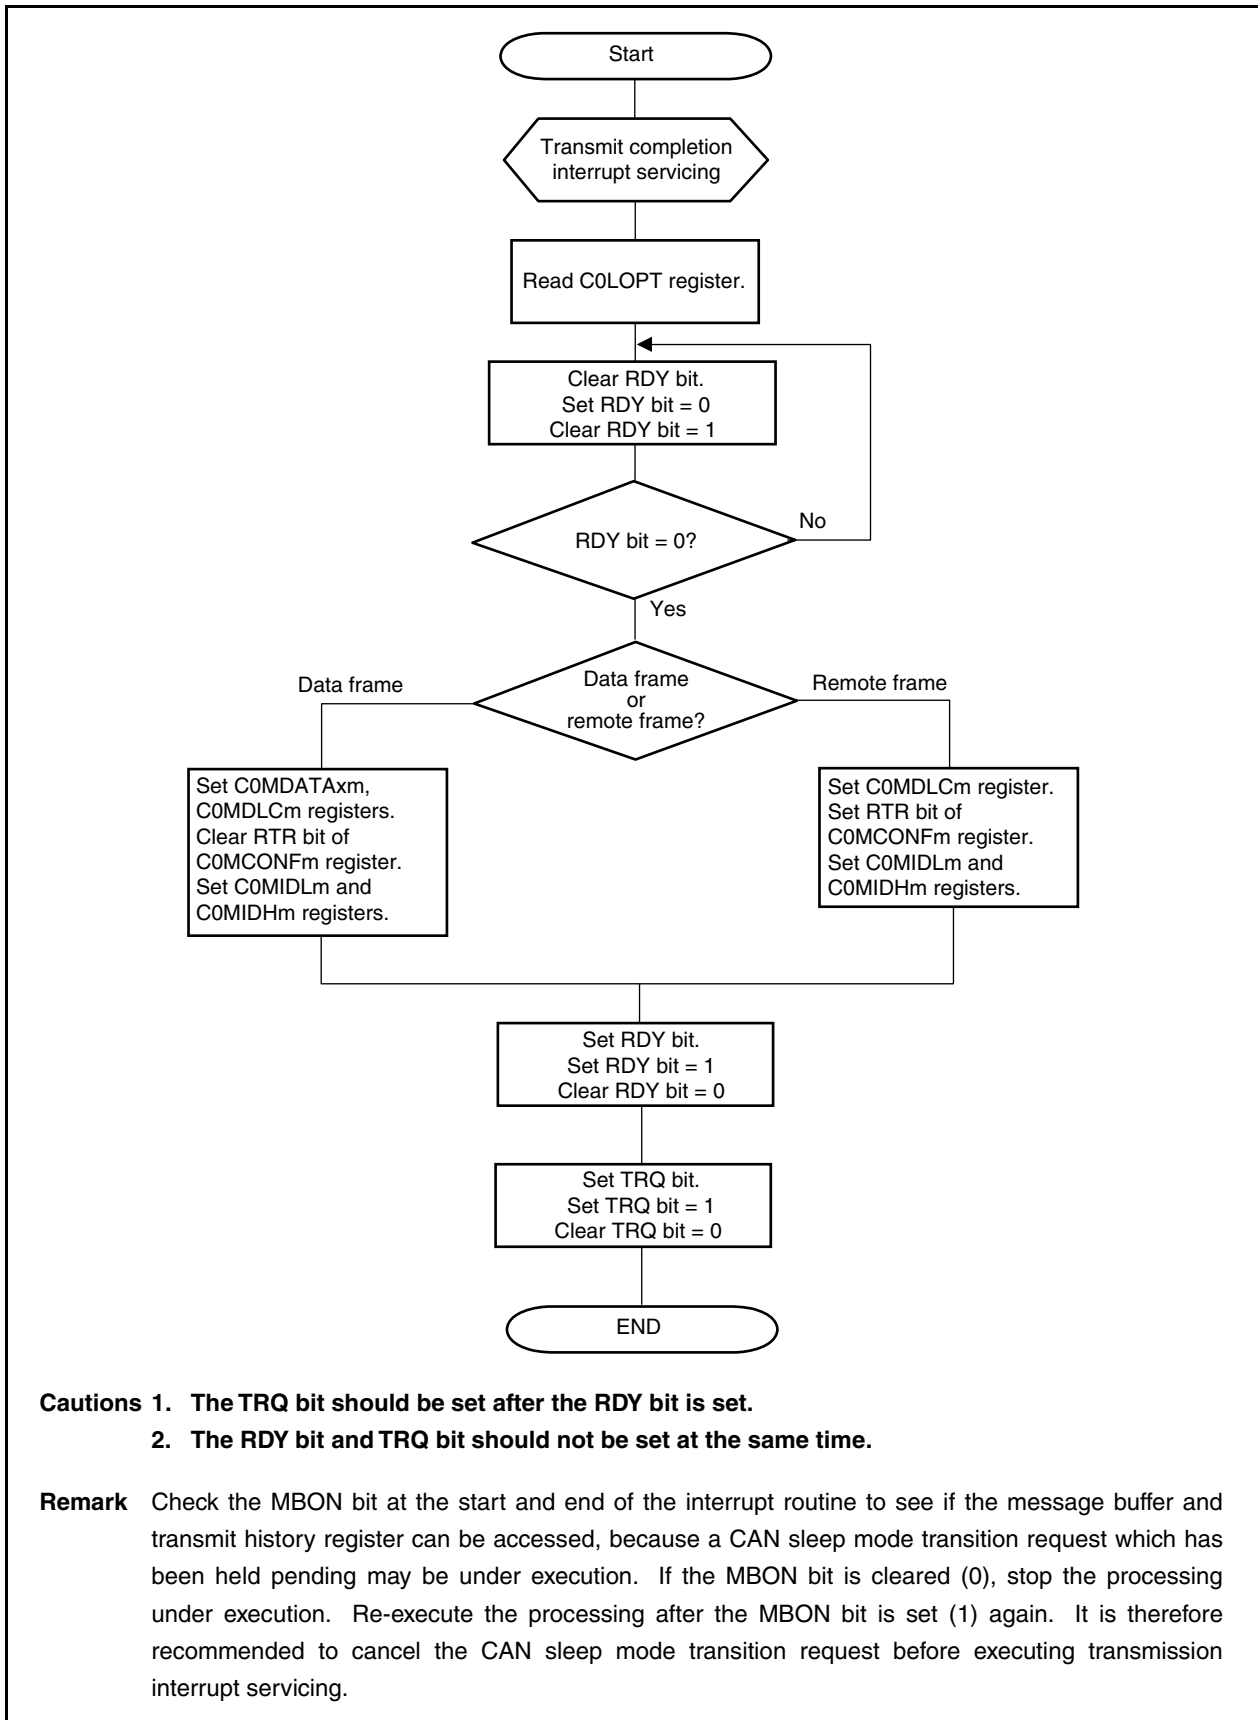 Start
Transmit completion
interrupt servicing
Read C0LOPT register.
Clear RDY bit.
Set RDY bit = 0
Clear RDY bit = 1
No
RDY bit = 0?
Yes
Data frame
Data frame
or
remote frame?
Remote frame
Set C0MDATAxm,
C0MDLCm registers.
Clear RTR bit of
C0MCONFm register.
Set C0MIDLm and
C0MIDHm registers.
Set C0MDLCm register.
Set RTR bit of
C0MCONFm register.
Set C0MIDLm and
C0MIDHm registers.
Set RDY bit.
Set RDY bit = 1
Clear RDY bit = 0
Set TRQ bit.
Set TRQ bit = 1
Clear TRQ bit = 0
END
Cautions 1. The TRQ bit should be set after the RDY bit is set.
2. The RDY bit and TRQ bit should not be set at the same time.
Remark Check the MBON bit at the start and end of the interrupt routine to see if the message buffer and
transmit history register can be accessed, because a CAN sleep mode transition request which has
been held pending may be under execution. If the MBON bit is cleared (0), stop the processing
under execution. Re-execute the processing after the MBON bit is set (1) again. It is therefore
recommended to cancel the CAN sleep mode transition request before executing transmission
interrupt servicing.